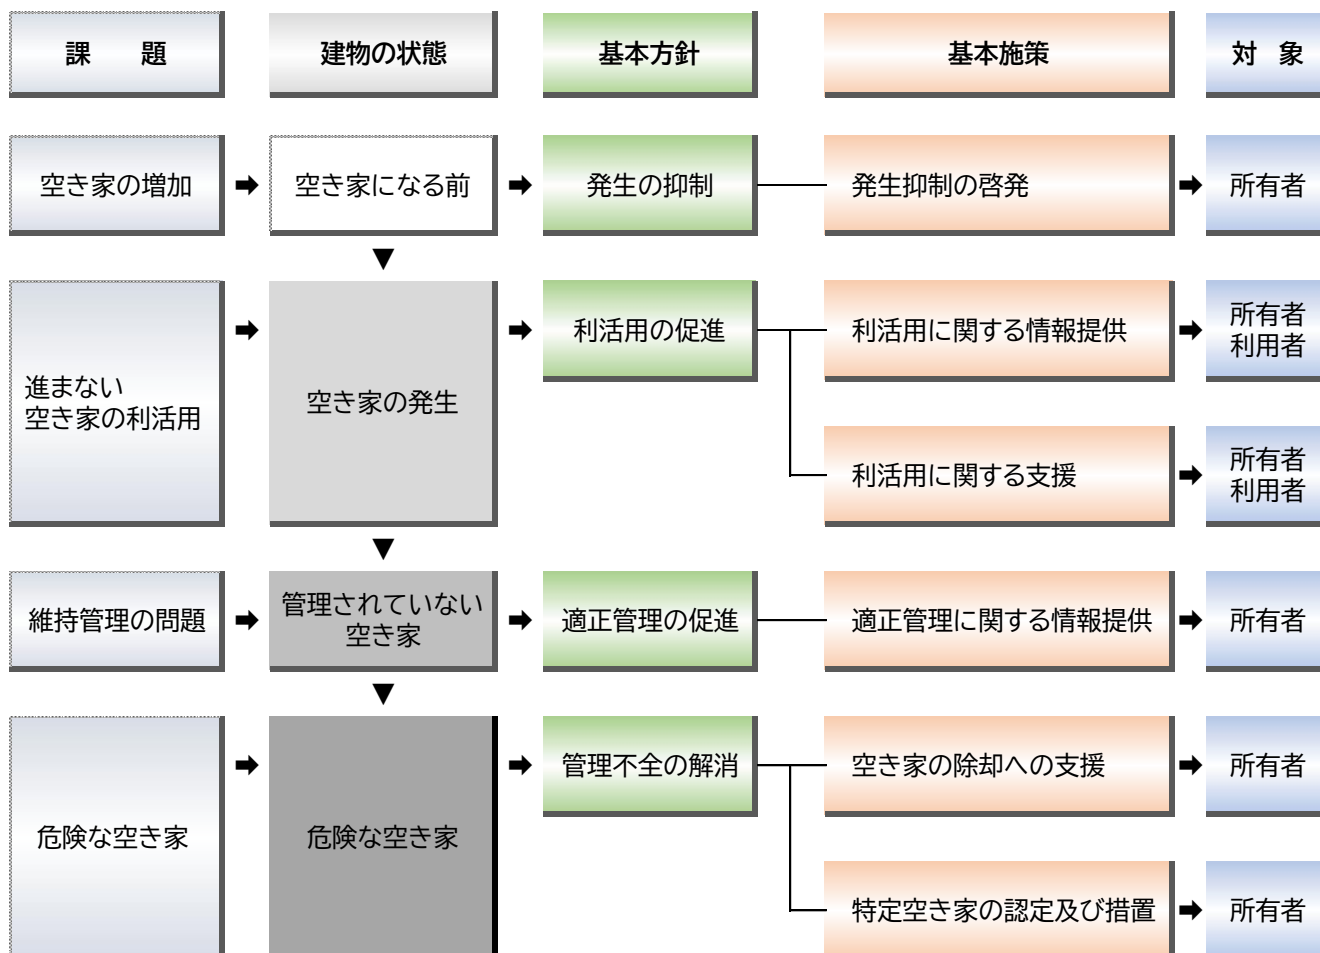 課　　題
建物の状態
基本方針
基本施策
対　象
空き家の増加
空き家になる前
発生の抑制
発生抑制の啓発
所有者
進まない
空き家の利活用
空き家の発生
利活用の促進
利活用に関する情報提供
所有者
利用者
利活用に関する支援
所有者
利用者
維持管理の問題
管理されていない
空き家
適正管理の促進
適正管理に関する情報提供
所有者
危険な空き家
危険な空き家
管理不全の解消
空き家の除却への支援
所有者
特定空き家の認定及び措置
所有者